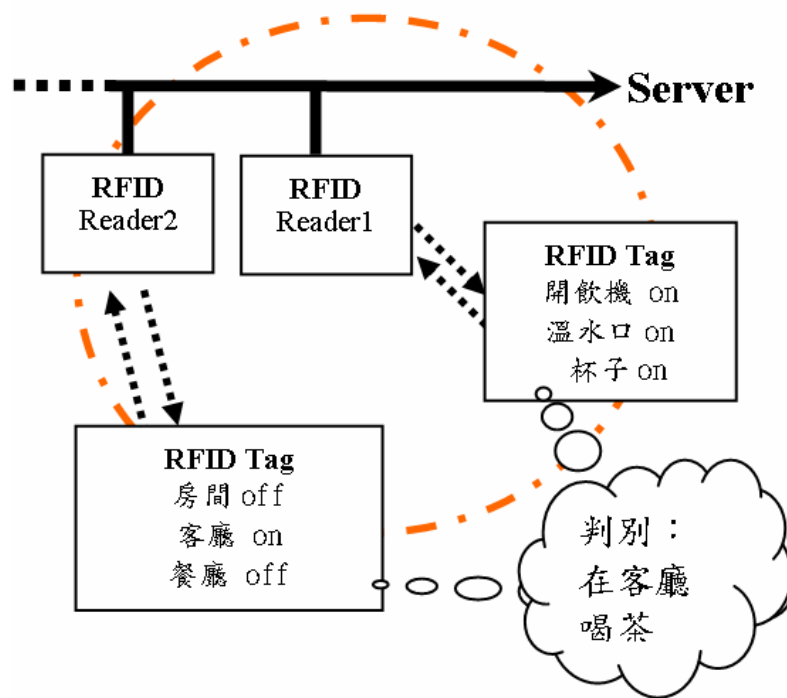 Server
RFID
Reader2
RFID
Reader1
RFID Tag
開飲機 on
溫水口 on
杯子 on
RFID Tag
房間 off
客廳 on
餐廳 off
判別：
在客廳
喝茶